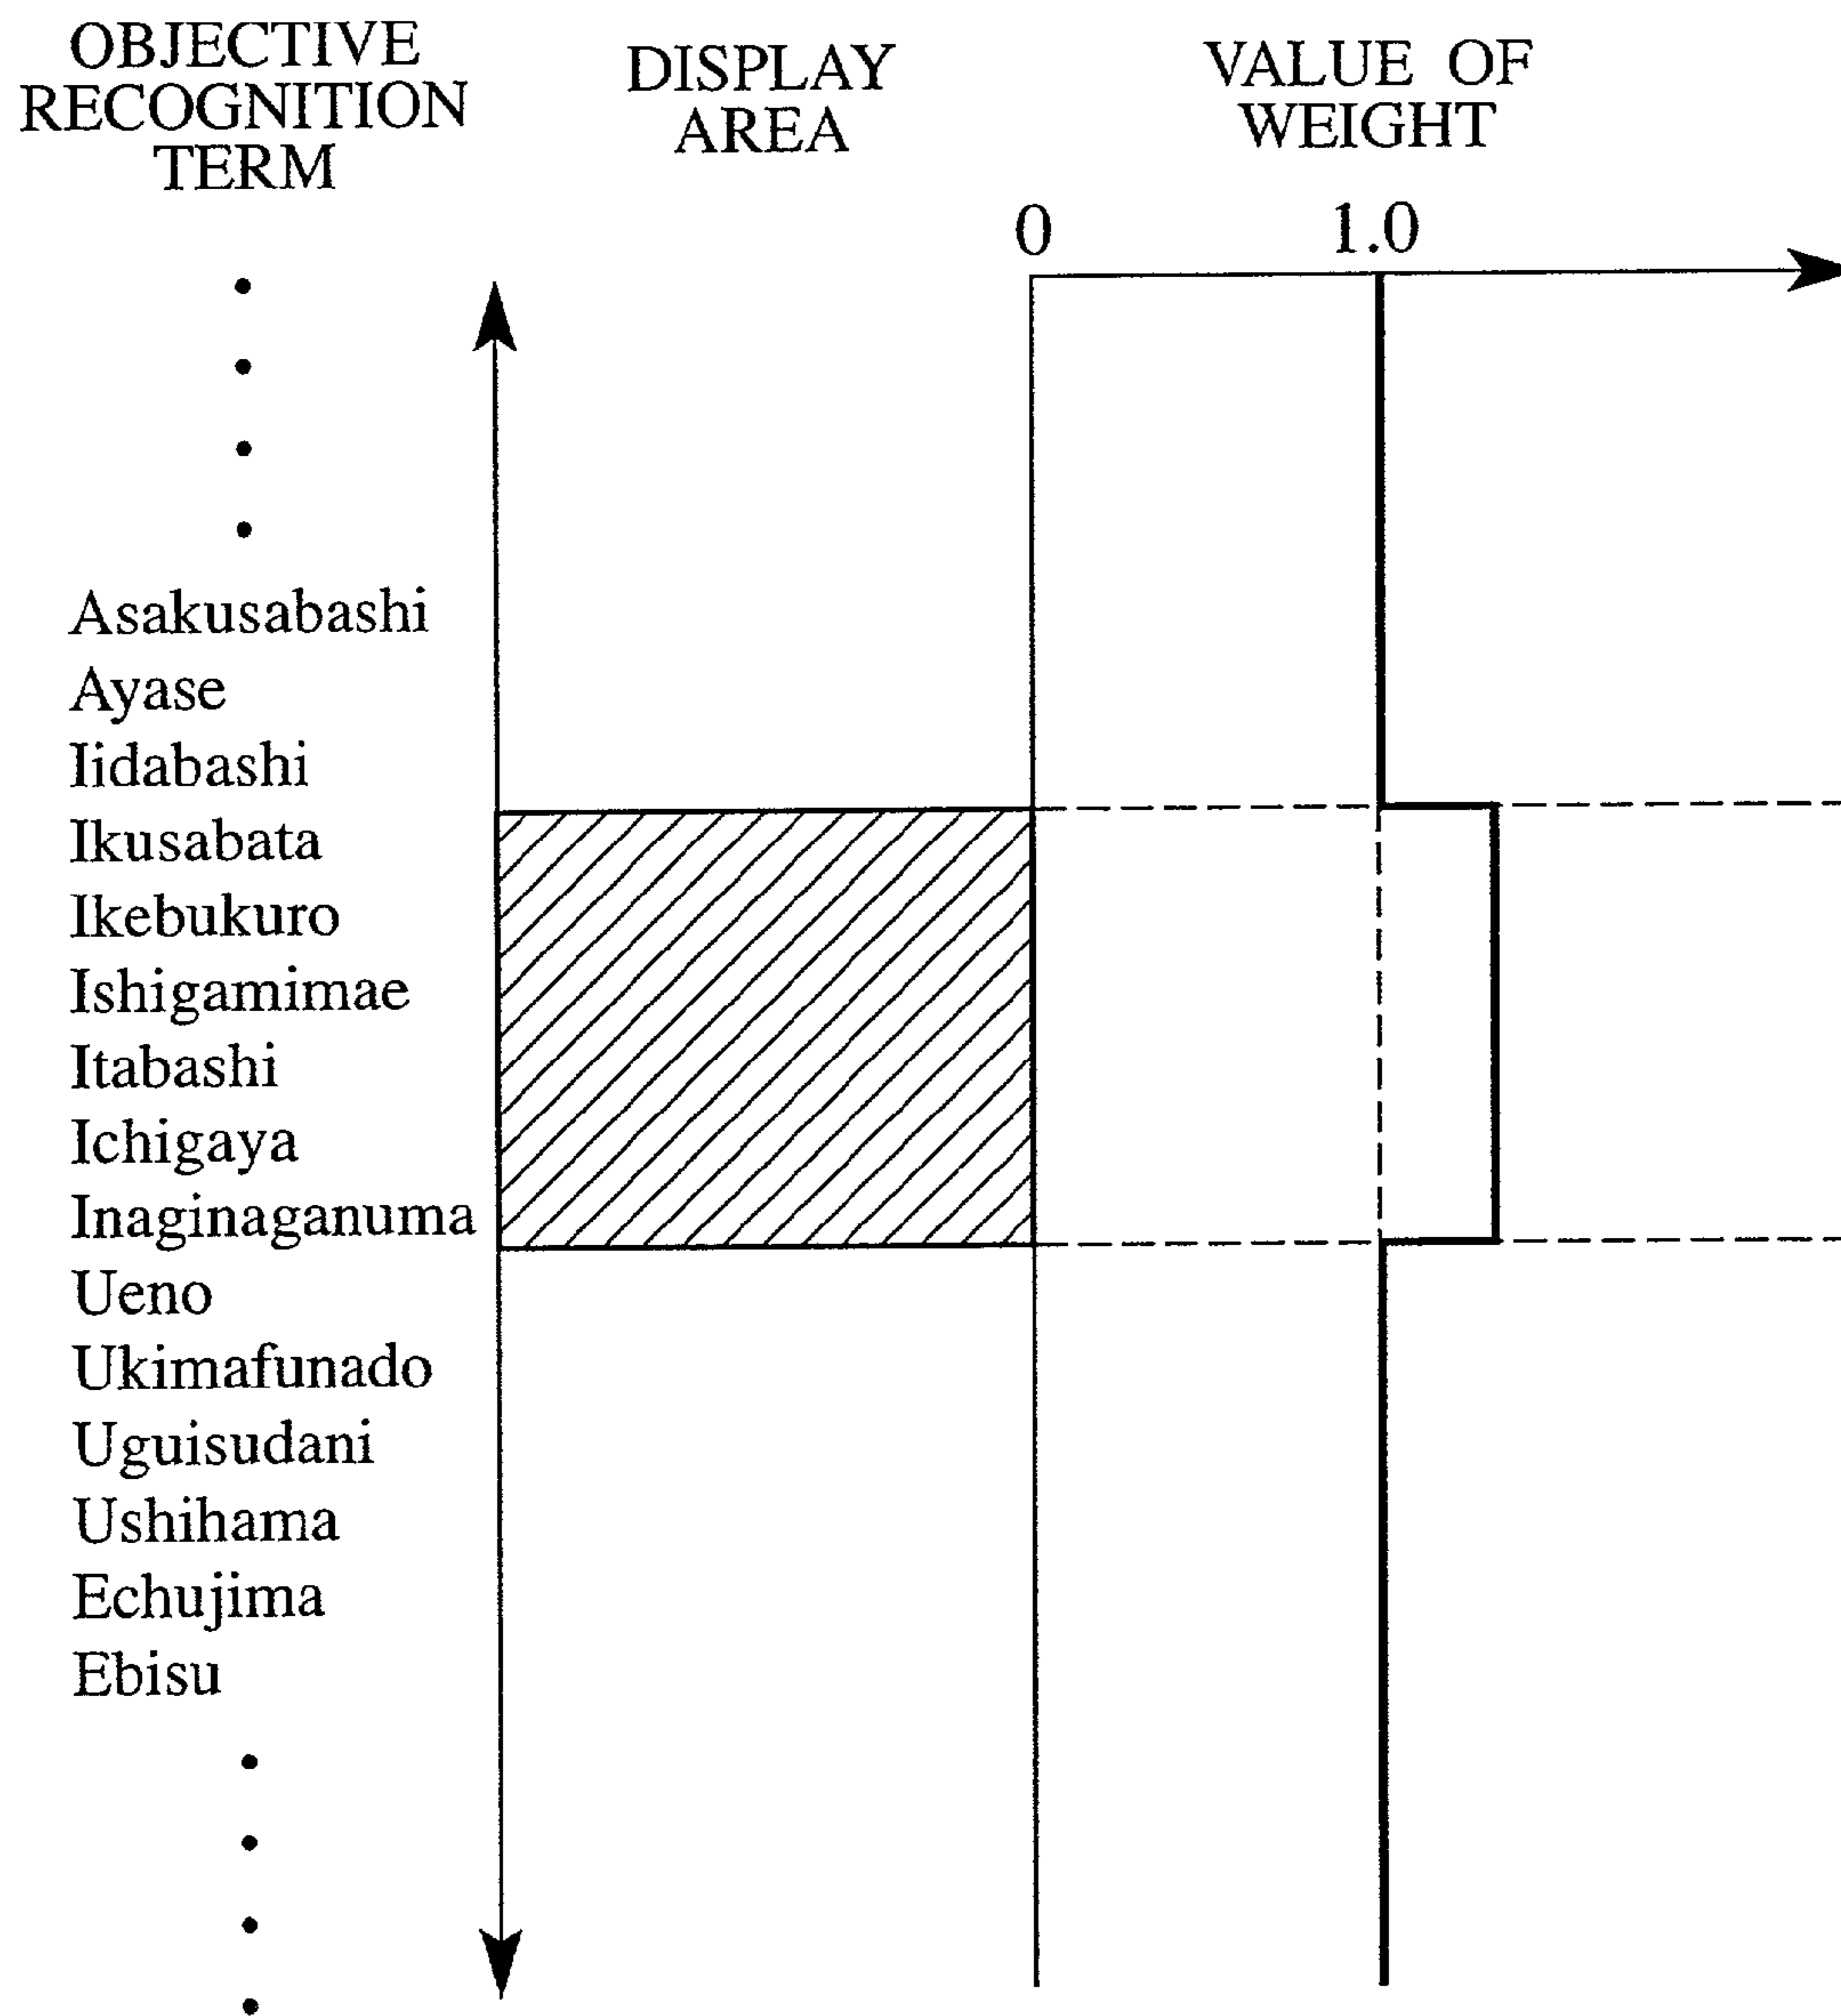 OBJECTIVE
RECOGNITION
TERM
DISPLAY
AREA
VALUE OF
WEIGHT
0
1.0
Asakusabashi
Ayase
Iidabashi
Ikusabata
Ikebukuro
Ishigamimae
Itabashi
Ichigaya
Inaginaganuma
Ueno
Ukimafunado
Uguisudani
Ushihama
Echujima
Ebisu